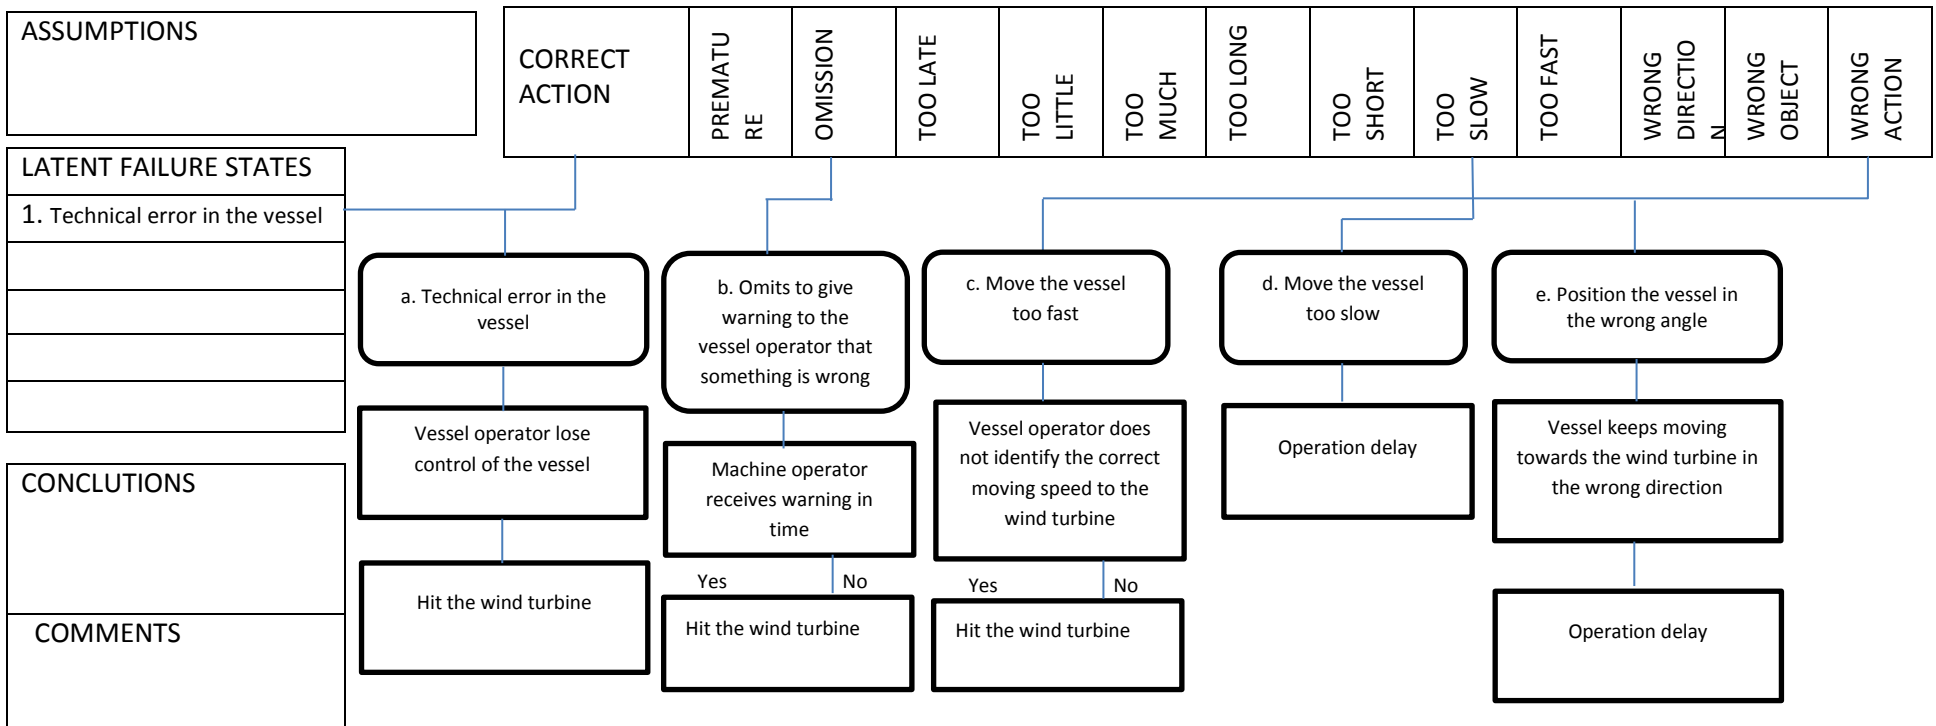 ASSUMPTIONS
CORRECT
ACTION
PREMATU
RE
OMISSION
TOO LATE
TOO
LITTLE
TOO
MUCH
TOO LONG
TOO
SHORT
TOO
SLOW
TOO FAST
WRONG
DIRECTIO
N
WRONG
OBJECT
WRONG
ACTION
LATENT FAILURE STATES
1. Technical error in the vessel
a. Technical error in the
vessel
b. Omits to give
warning to the
vessel operator that
something is wrong
c. Move the vessel
too fast
d. Move the vessel
too slow
e. Position the vessel in
the wrong angle
Vessel operator lose
control of the vessel
Machine operator
receives warning in
time
Vessel operator does
not identify the correct
moving speed to the
wind turbine
Operation delay
Vessel keeps moving
towards the wind turbine in
the wrong direction
CONCLUTIONS
Yes
No
Yes
No
Hit the wind turbine
Hit the wind turbine
Hit the wind turbine
Operation delay
COMMENTS